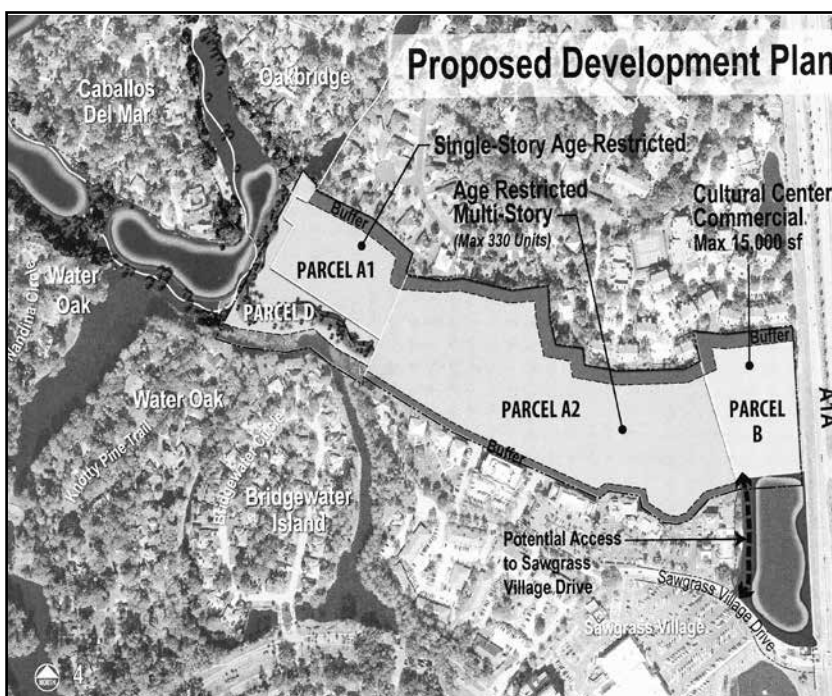 Proposed Development Plan
Caballos
Del Mar
Oakbridge
Single-Story Age Restricted
Age Restricted
Multi-Story
(Max 330 Units)
Cultural Center
Commercial
Max 15,000 sf
Buffer
PARCEL A1
Water
Oak
Nandina Circle
PARCEL D
Buffer
A1A
Water Oak
PARCEL A2
PARCEL
B
Knotty Pine Trail
Bridgewater Circle
Buffer
Bridgewater
Island
Potential Access
to Sawgrass
Village Drive
Sawgrass Village Drive
Sawgrass Village
NORTH
4